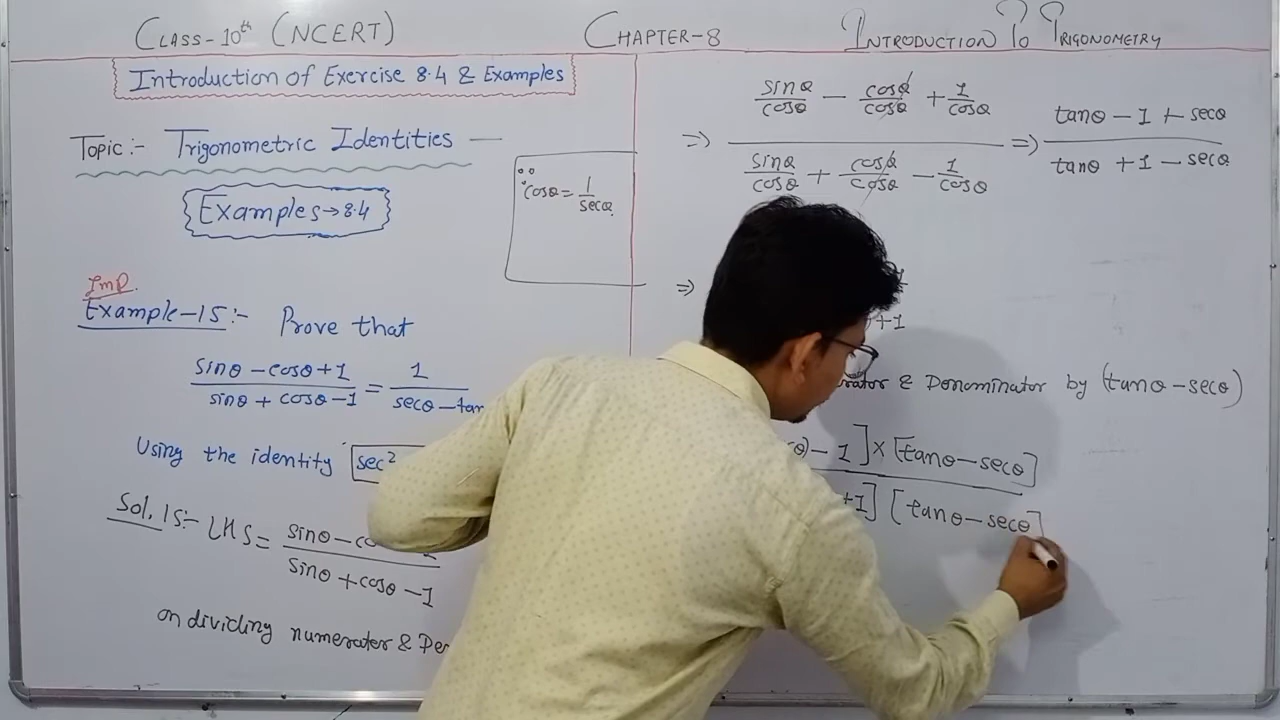 CLASS-10th (NCERT) CHAPTER-8 INTRODUCTION TO TRIGONOMETRY
Introduction of Exercise 8.4 & Examples
Topic:- Trigonometric Identities —
Examples→8.4
Imp.
Example-15:- Prove that
sinθ - cosθ + 1 / sinθ + cosθ - 1 = 1 / secθ - tan
Using the identity sec²
Sol. 15:- LHS = sinθ - co
sinθ + cosθ - 1
on dividing numerater &
∵ cosθ = 1 / secθ
⇒ sinθ/cosθ - cosθ/cosθ + 1/cosθ
sinθ/cosθ + cosθ/cosθ - 1/cosθ
⇒ tanθ - 1 + secθ
tanθ + 1 - secθ
⇒
+1
& Denominator by (tanθ - secθ)
θ) - 1] × [tanθ - secθ]
+1] [tanθ - secθ]